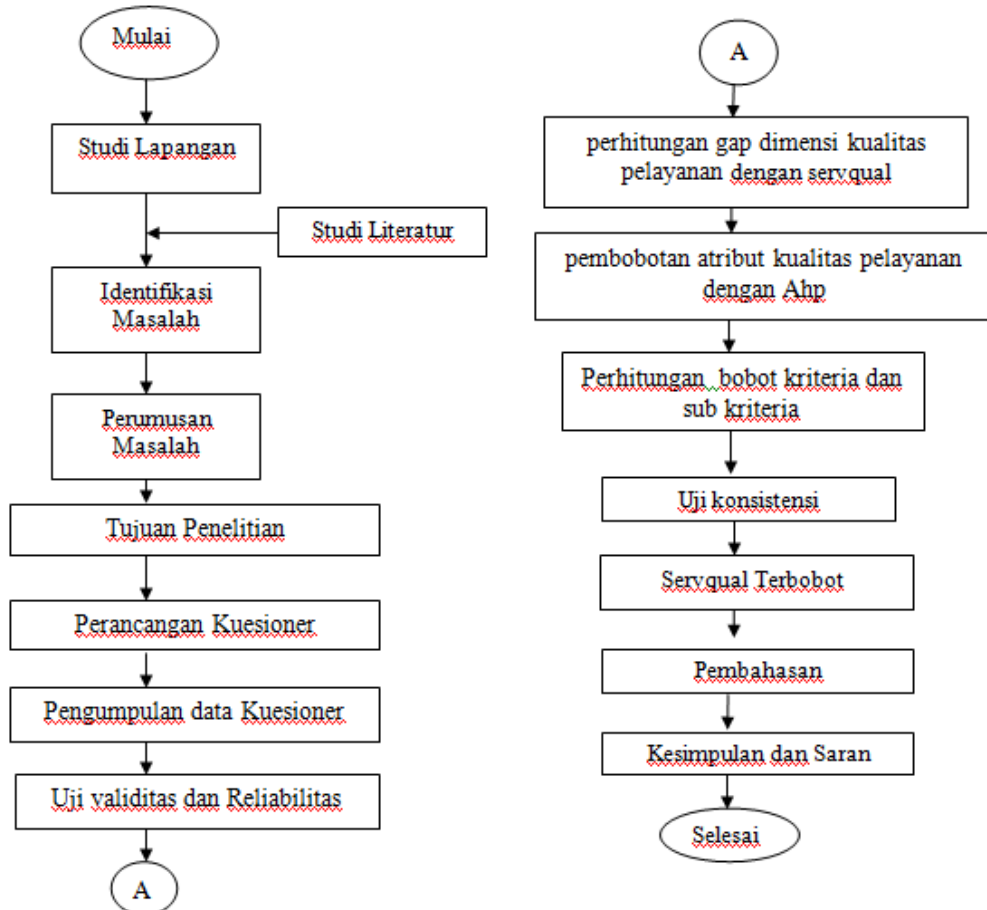 Mulai
Studi Lapangan
Studi Literatur
Identifikasi
Masalah
Perumusan
Masalah
Tujuan Penelitian
Perancangan Kuesioner
Pengumpulan data Kuesioner
Uji validitas dan Reliabilitas
A
A
perhitungan gap dimensi kualitas
pelayanan dengan servqual
pembobotan atribut kualitas pelayanan
dengan Ahp
Perhitungan bobot kriteria dan
sub kriteria
Uji konsistensi
Servqual Terbobot
Pembahasan
Kesimpulan dan Saran
Selesai